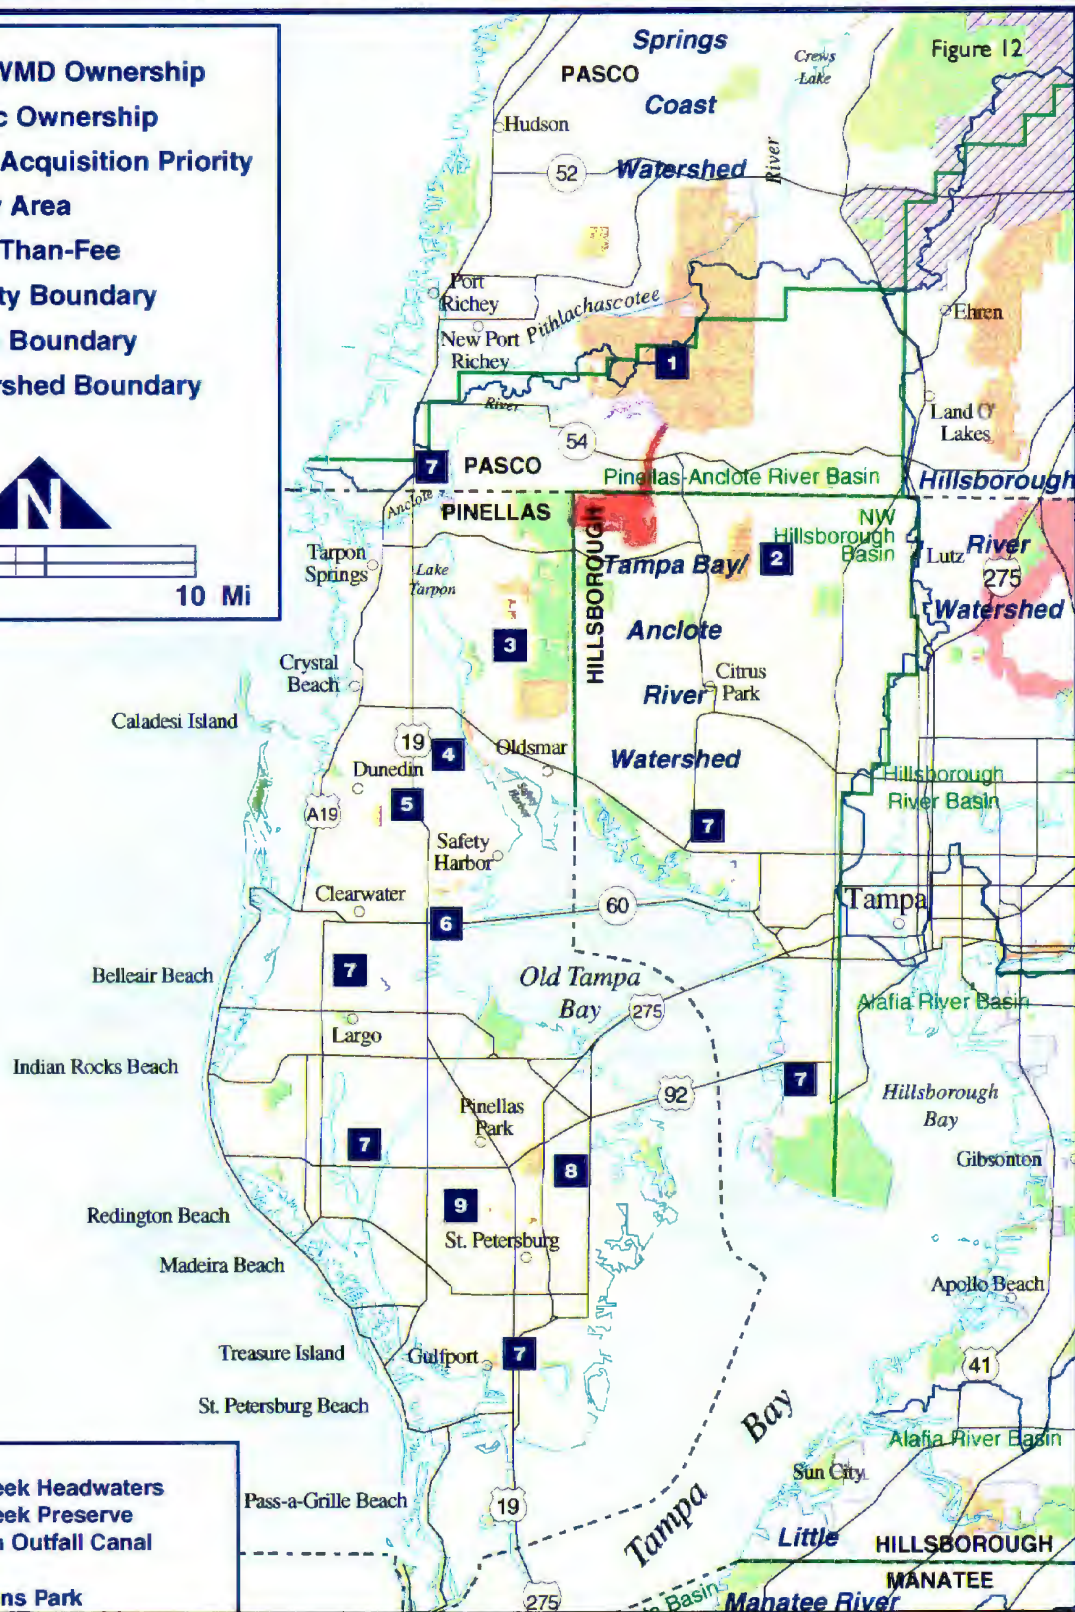 Figure 12
WMD Ownership
c Ownership
Acquisition Priority
Area
Than-Fee
ty Boundary
Boundary
rshed Boundary
N
10 Mi
Springs
Coast
Watershed
PASCO
Crews
Lake
Hudson
52
River
Port
Richey
New Port
Richey
Pithlachascotee
River
Ehren
1
Land O'
Lakes
54
7
PASCO
Pinellas-Anclote River Basin
Hillsborough
River
Watershed
Anclote
PINELLAS
HILLSBOROUGH
NW
Hillsborough
Basin
Tarpon
Springs
Lake
Tarpon
Tampa Bay/
Anclote
River
Watershed
2
Lutz
275
3
Crystal
Beach
Citrus
Park
Caladesi Island
19
4
Oldsmar
Dunedin
5
A19
Safety
Harbor
Safety
Harbor
7
Hillsborough
River Basin
Clearwater
6
60
Tampa
Belleair Beach
7
Old Tampa
Bay
275
Alafia River Basin
Largo
Indian Rocks Beach
92
7
Hillsborough
Bay
Pinellas
Park
7
8
Gibsonton
9
Redington Beach
St. Petersburg
Madeira Beach
Apollo Beach
Treasure Island
Gulfport
7
41
St. Petersburg Beach
Tampa Bay
Alafia River Basin
Sun City
Pass-a-Grille Beach
19
Little
HILLSBOROUGH
MANATEE
Manatee River
Basin
275
eek Headwaters
eek Preserve
Outfall Canal
ns Park